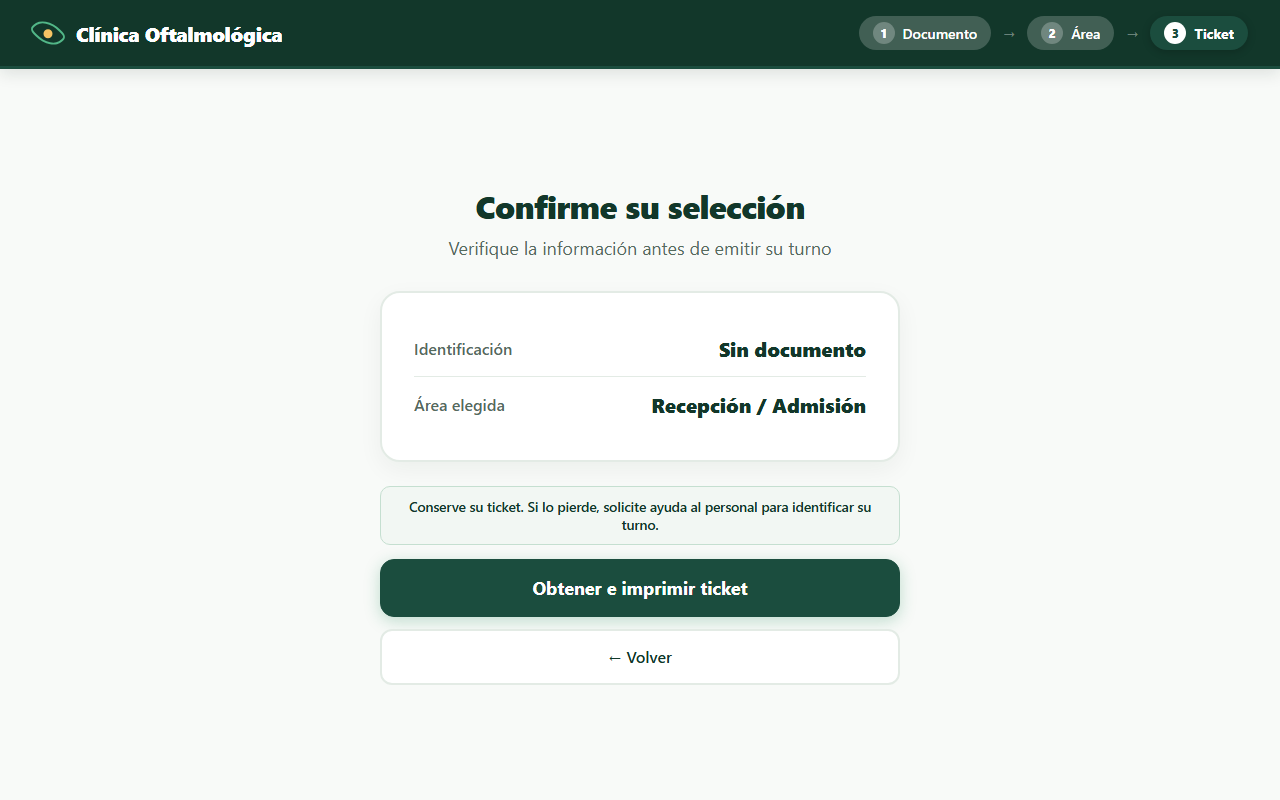 Clínica Oftalmológica
1 Documento → 2 Área → 3 Ticket
Confirme su selección
Verifique la información antes de emitir su turno
Identificación Sin documento
Área elegida Recepción / Admisión
Conserve su ticket. Si lo pierde, solicite ayuda al personal para identificar su
turno.
Obtener e imprimir ticket
← Volver